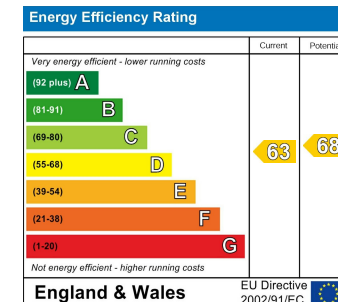 Energy Efficiency Rating
Current Potentia
Very energy efficient - lower running costs
(92 plus) A
(81-91) B
(69-80) C
(55-68) D
(39-54) E
(21-38) F
(1-20) G
63
68
Not energy efficient - higher running costs
England & Wales
EU Directive
2002/91/EC